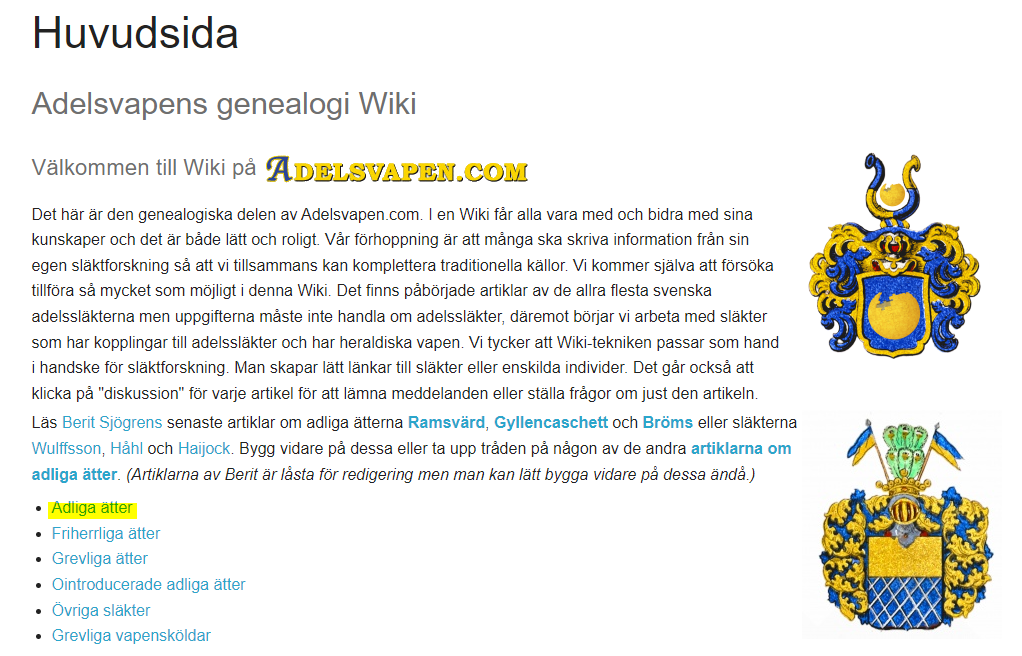 Huvudsida
Adelsvapens genealogi Wiki
Välkommen till Wiki på ADELSVAPEN.COM
Det här är den genealogiska delen av Adelsvapen.com. I en Wiki får alla vara med och bidra med sina
kunskaper och det är både lätt och roligt. Vår förhoppning är att många ska skriva information från sin
egen släktforskning så att vi tillsammans kan komplettera traditionella källor. Vi kommer själva att försöka
tillföra så mycket som möjligt i denna Wiki. Det finns påbörjade artiklar av de allra flesta svenska
adelssläkterna men uppgifterna måste inte handla om adelssläkter, däremot börjar vi arbeta med släkter
som har kopplingar till adelssläkter och har heraldiska vapen. Vi tycker att Wiki-tekniken passar som hand
i handske för släktforskning. Man skapar lätt länkar till släkter eller enskilda individer. Det går också att
klicka på "diskussion" för varje artikel för att lämna meddelanden eller ställa frågor om just den artikeln.
Läs Berit Sjögrens senaste artiklar om adliga ätterna Ramsvärd, Gyllencaschett och Bröms eller släkterna
Wulffsson, Håhl och Haijock. Bygg vidare på dessa eller ta upp tråden på någon av de andra artiklarna om
adliga ätter. (Artiklarna av Berit är låsta för redigering men man kan lätt bygga vidare på dessa ändå.)
• Adliga ätter
• Friherrliga ätter
• Grevliga ätter
• Ointroducerade adliga ätter
• Övriga släkter
• Grevliga vapensköldar